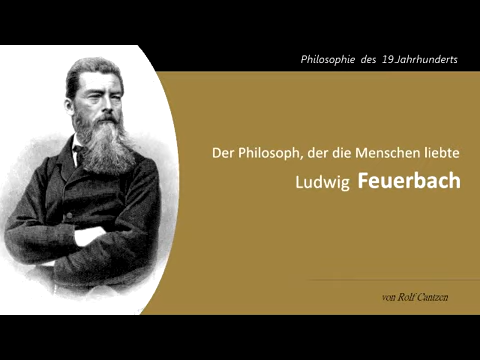 Philosophie des 19.Jahrhunderts
Der Philosoph, der die Menschen liebte
Ludwig Feuerbach
von Rolf Cantzen